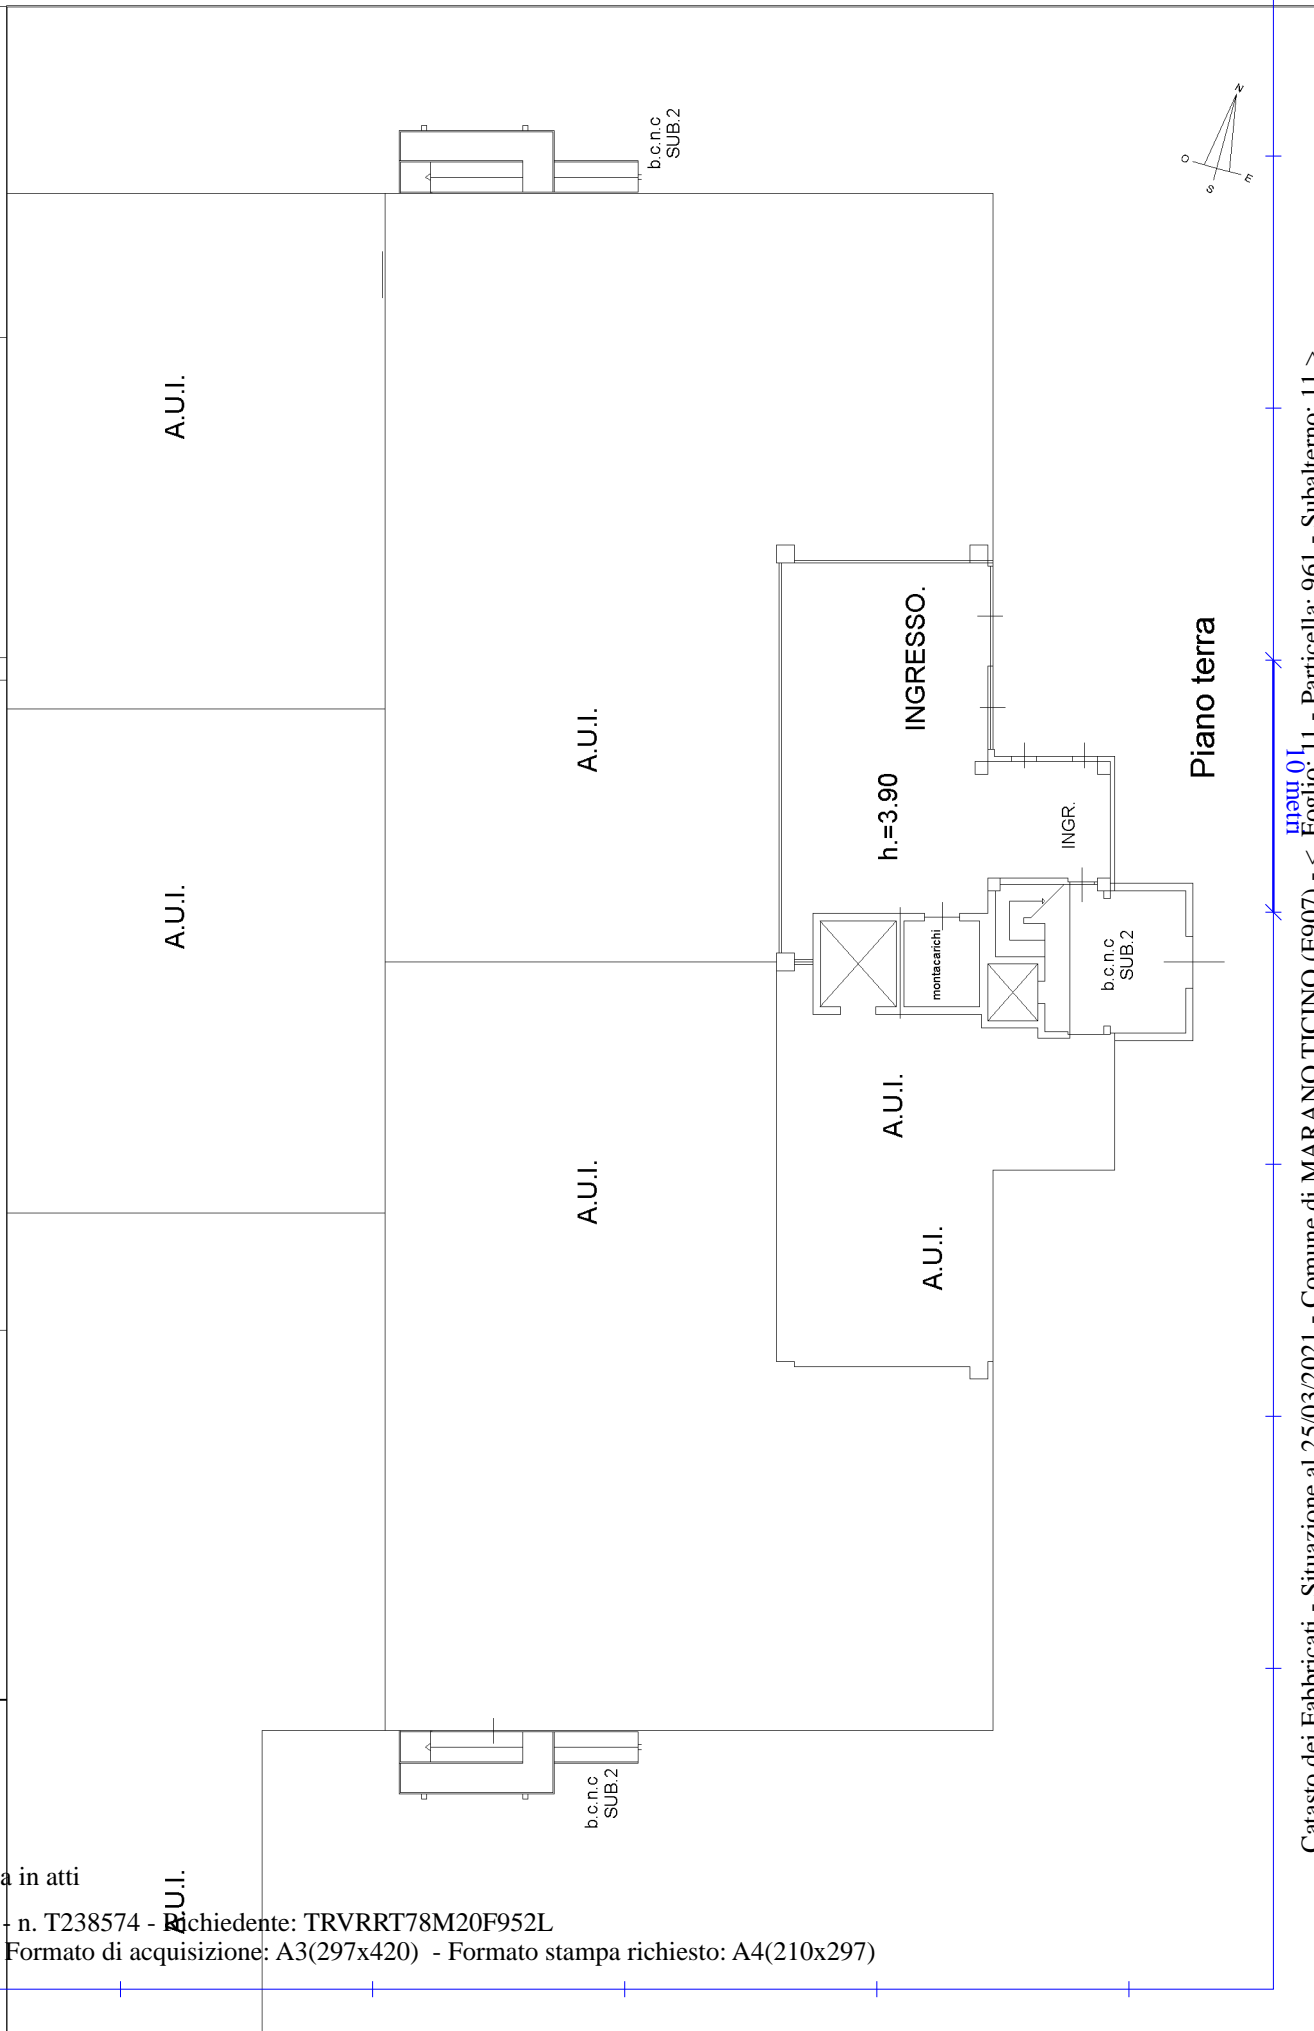 b.c.n.c
SUB.2
N
O
E
S
A.U.I.
A.U.I.
INGRESSO.
h.=3.90
Piano terra
10 metri
INGR.
A.U.I.
montacarichi
b.c.n.c
SUB.2
A.U.I.
A.U.I.
A.U.I.
b.c.n.c
SUB.2
A.U.I.
Catasto dei Fabbricati - Situazione al 25/03/2021 - Comune di MARANO TICINO (E907) - < Foglio: 11 - Particella: 961 - Subalterno: 11 >
a in atti
- n. T238574 - Richiedente: TRVRRT78M20F952L
Formato di acquisizione: A3(297x420) - Formato stampa richiesto: A4(210x297)